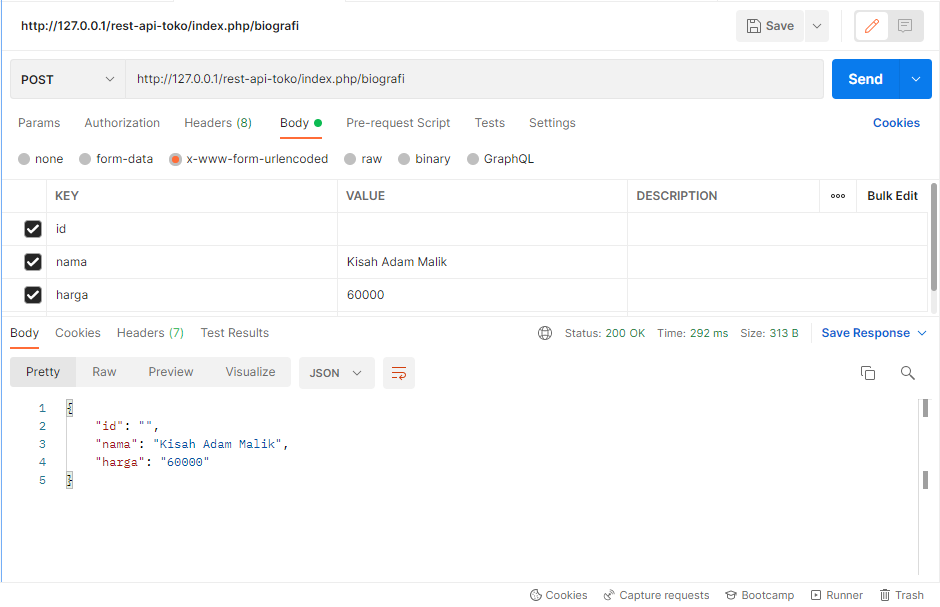 http://127.0.0.1/rest-api-toko/index.php/biografi Save
POST http://127.0.0.1/rest-api-toko/index.php/biografi Send
Params Authorization Headers (8) Body Pre-request Script Tests Settings Cookies
none form-data x-www-form-urlencoded raw binary GraphQL
KEY VALUE DESCRIPTION ooo Bulk Edit
id
nama Kisah Adam Malik
harga 60000
Body Cookies Headers (7) Test Results Status: 200 OK Time: 292 ms Size: 313 B Save Response
Pretty Raw Preview Visualize JSON
1 {
2 "id": "",
3 "nama": "Kisah Adam Malik",
4 "harga": "60000"
5 }
Cookies Capture requests Bootcamp Runner Trash